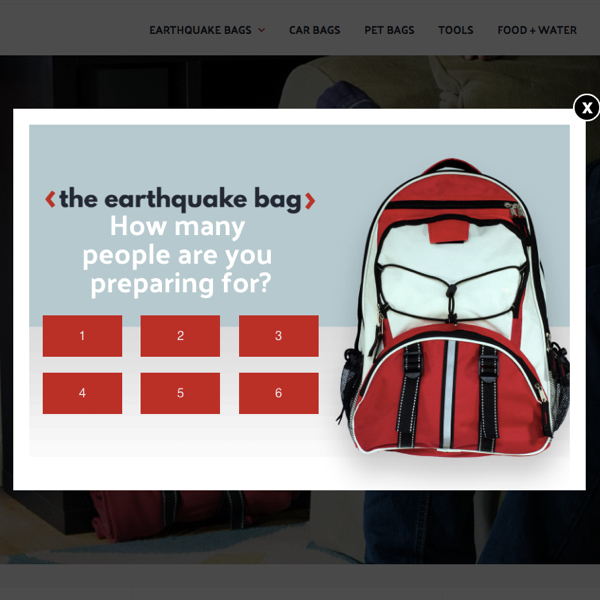 EARTHQUAKE BAGS CAR BAGS PET BAGS TOOLS FOOD + WATER
X
‹the earthquake bag›
How many
people are you
preparing for?
1 2 3
4 5 6